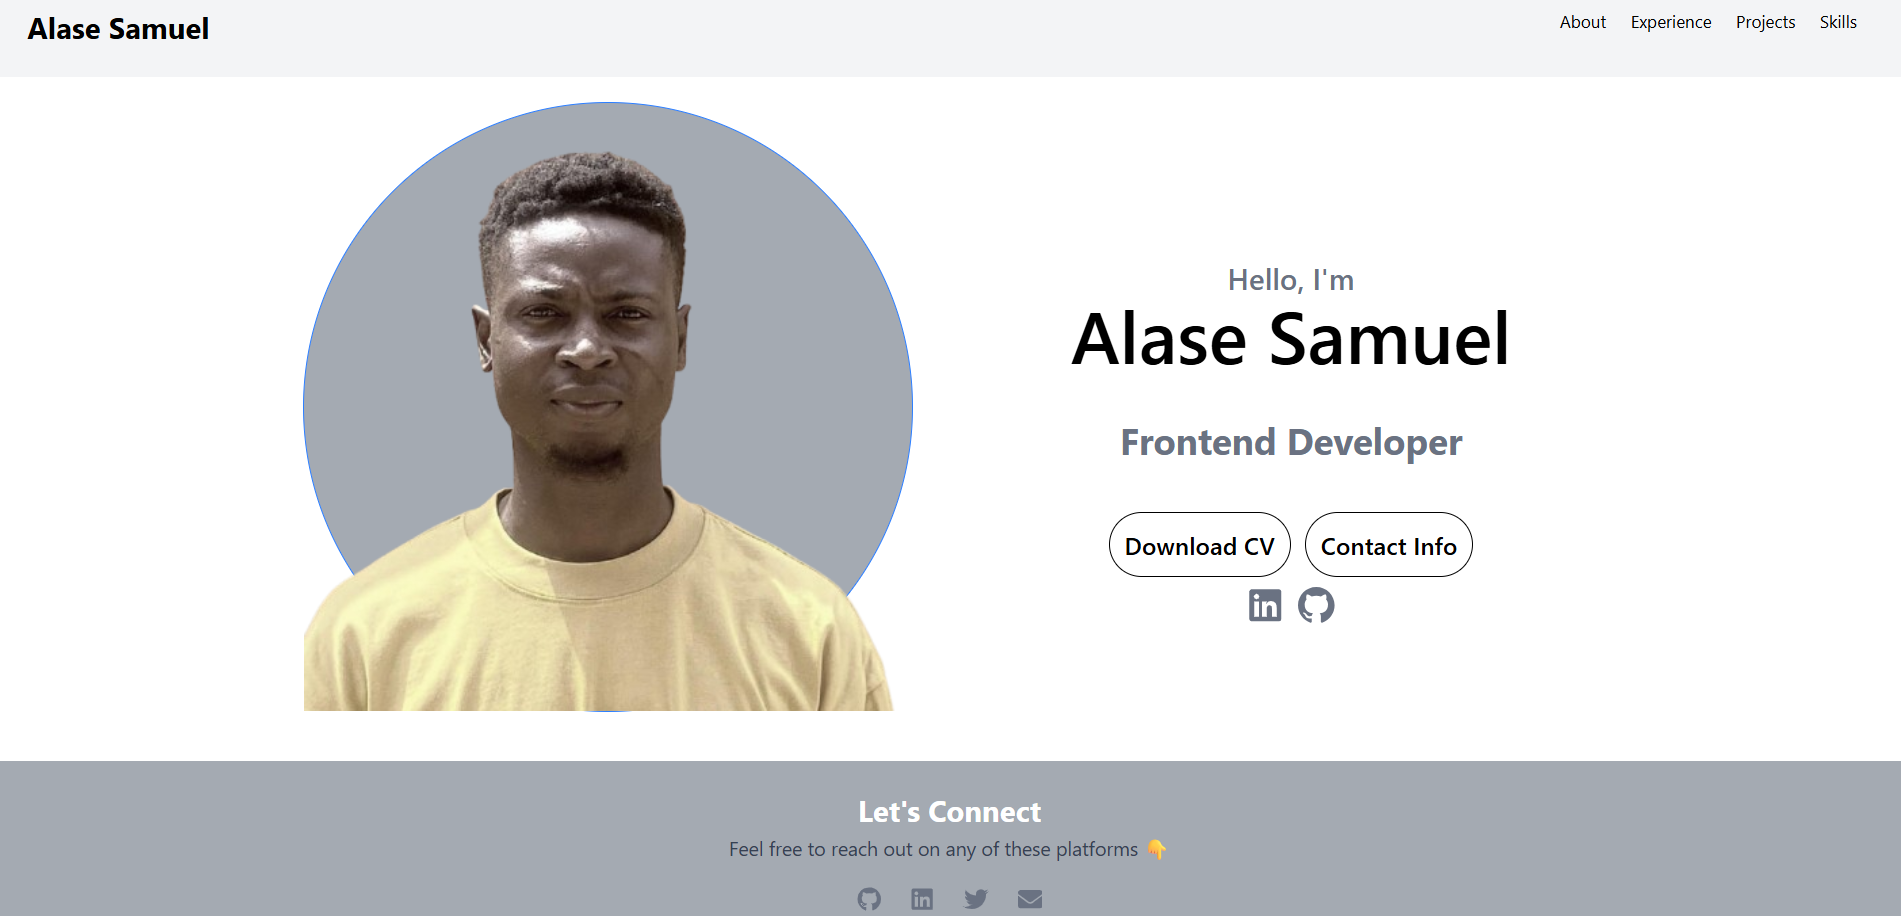 Alase Samuel
About Experience Projects Skills
Hello, I'm
Alase Samuel
Frontend Developer
Download CV Contact Info
Let's Connect
Feel free to reach out on any of these platforms 👇